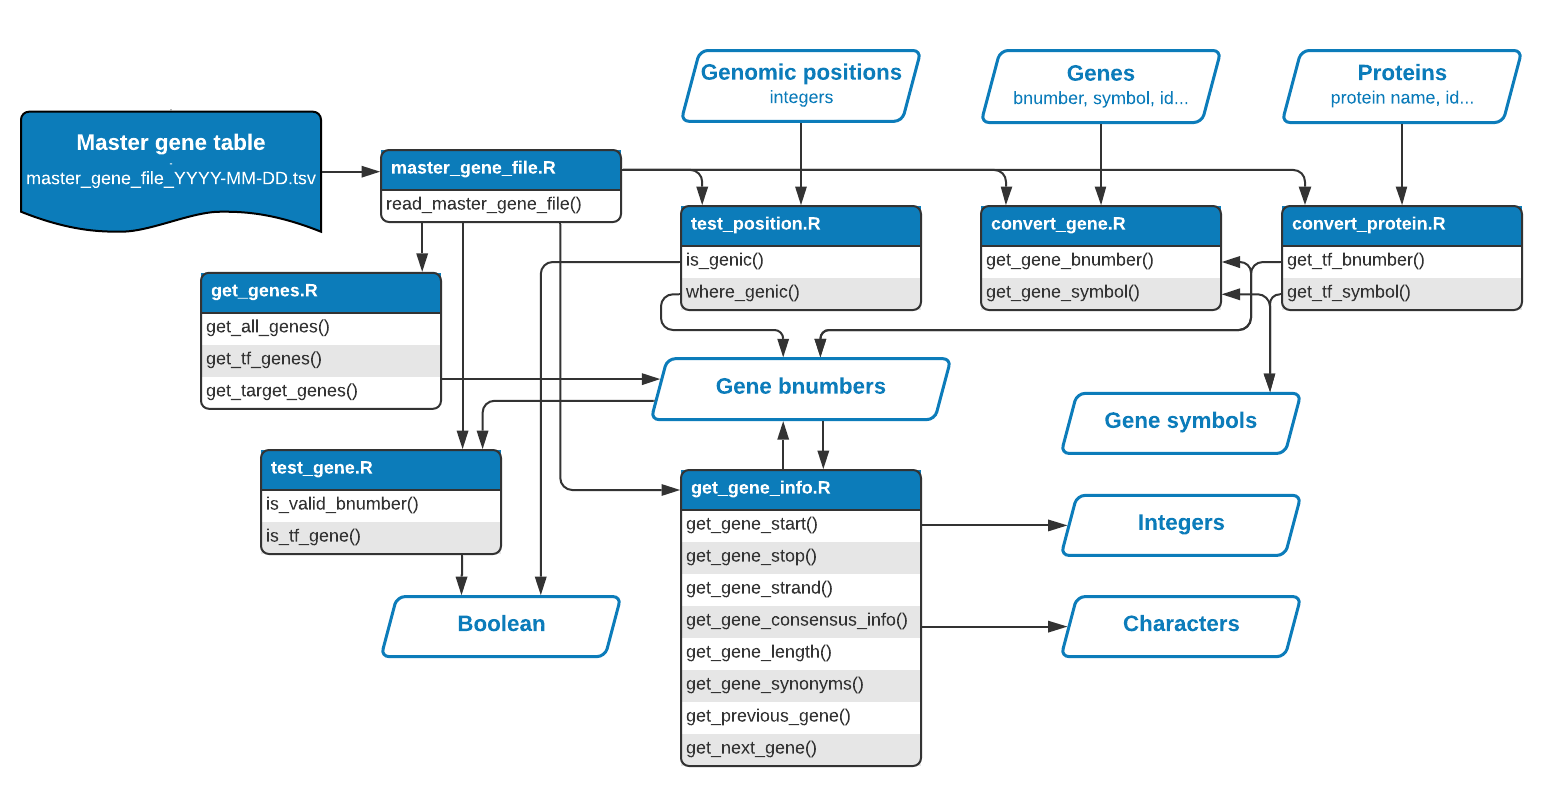 Genomic positions
integers
Genes
bnumber, symbol, id...
Proteins
protein name, id...
Master gene table
master_gene_file_YYYY-MM-DD.tsv
master_gene_file.R
read_master_gene_file()
test_position.R
is_genic()
where_genic()
convert_gene.R
get_gene_bnumber()
get_gene_symbol()
convert_protein.R
get_tf_bnumber()
get_tf_symbol()
get_genes.R
get_all_genes()
get_tf_genes()
get_target_genes()
Gene bnumbers
Gene symbols
test_gene.R
is_valid_bnumber()
is_tf_gene()
get_gene_info.R
get_gene_start()
get_gene_stop()
get_gene_strand()
get_gene_consensus_info()
get_gene_length()
get_gene_synonyms()
get_previous_gene()
get_next_gene()
Integers
Boolean
Characters